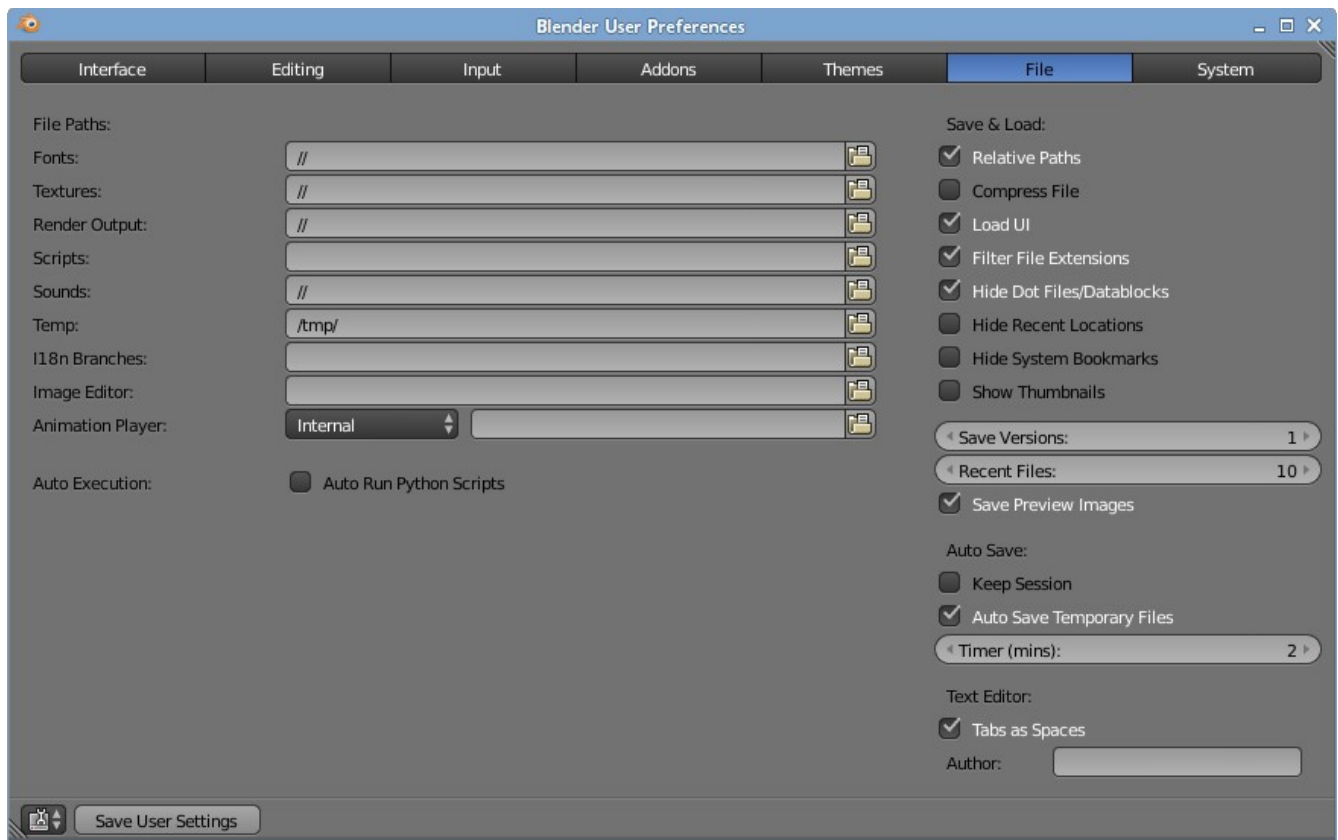 Blender User Preferences
Interface Editing Input Addons Themes File System
File Paths:
Fonts: //
Textures: //
Render Output: //
Scripts:
Sounds: //
Temp: /tmp/
I18n Branches:
Image Editor:
Animation Player: Internal
Auto Execution: Auto Run Python Scripts
Save & Load:
Relative Paths
Compress File
Load UI
Filter File Extensions
Hide Dot Files/Datablocks
Hide Recent Locations
Hide System Bookmarks
Show Thumbnails
Save Versions: 1
Recent Files: 10
Save Preview Images
Auto Save:
Keep Session
Auto Save Temporary Files
Timer (mins): 2
Text Editor:
Tabs as Spaces
Author:
Save User Settings